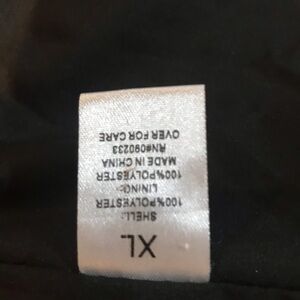 XL
SHELL:
100%POLYESTER
LINING:
100%POLYESTER
MADE IN CHINA
RN#090233
OVER FOR CARE